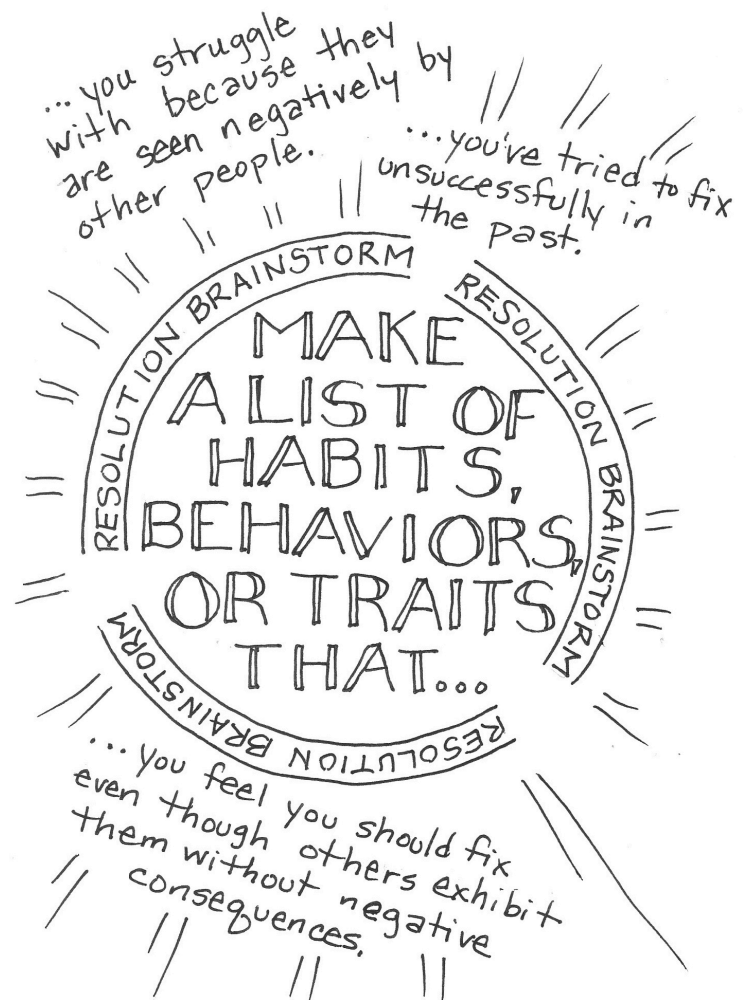 ...you struggle
with because they
are seen negatively by
other people.
...you've tried to fix
unsuccessfully in
the past.
RESOLUTION BRAINSTORM
RESOLUTION BRAINSTORM
MAKE
A LIST OF
HABITS,
BEHAVIORS,
OR TRAITS
THAT...
RESOLUTION BRAINSTORM
...you feel you should fix
even though others exhibit
them without negative
consequences.